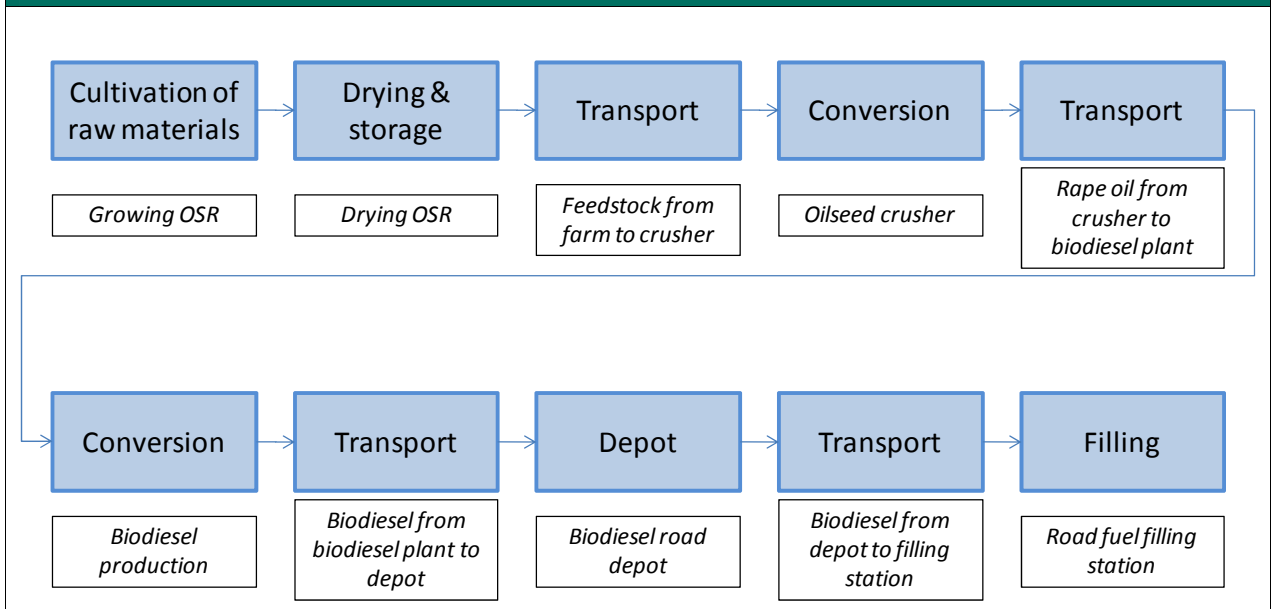 Cultivation of
raw materials
Drying &
storage
Transport
Conversion
Transport
Growing OSR
Drying OSR
Feedstock from
farm to crusher
Oilseed crusher
Rape oil from
crusher to
biodiesel plant
Conversion
Transport
Depot
Transport
Filling
Biodiesel
production
Biodiesel from
biodiesel plant to
depot
Biodiesel road
depot
Biodiesel from
depot to filling
station
Road fuel filling
station